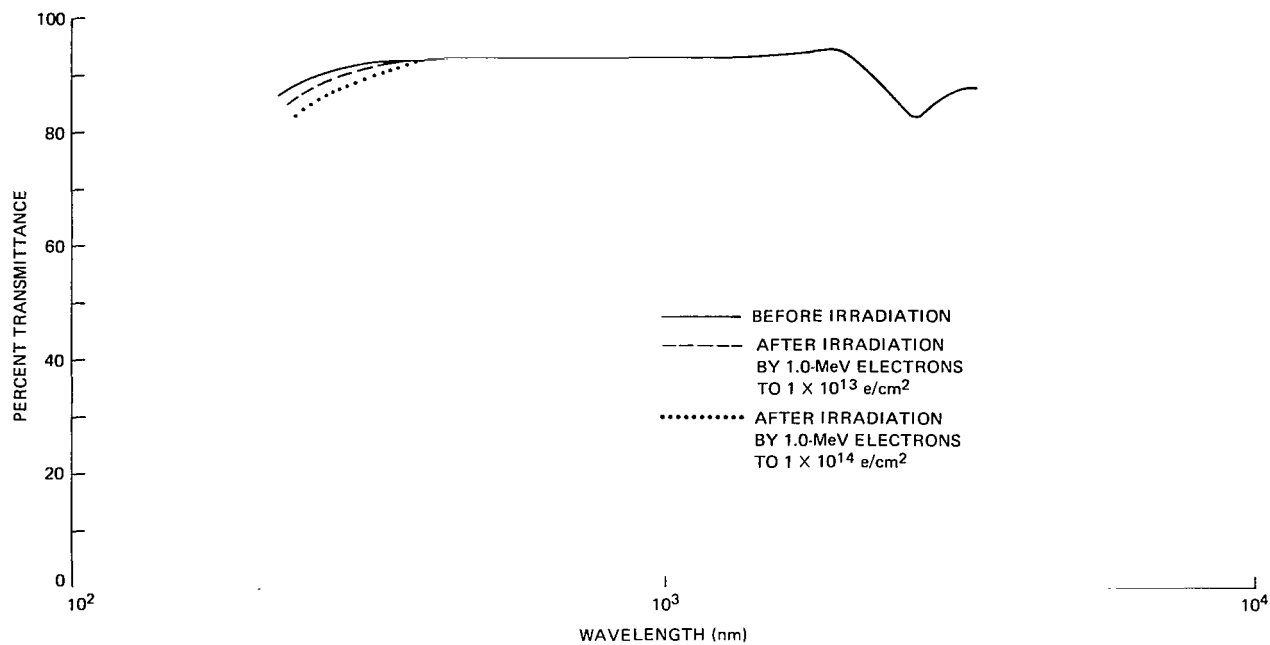 100
80
60
40
20
0
PERCENT TRANSMITTANCE
BEFORE IRRADIATION
AFTER IRRADIATION
BY 1.0-MeV ELECTRONS
TO 1 X 10¹³ e/cm²
AFTER IRRADIATION
BY 1.0-MeV ELECTRONS
TO 1 X 10¹⁴ e/cm²
10² 10³ 10⁴
WAVELENGTH (nm)